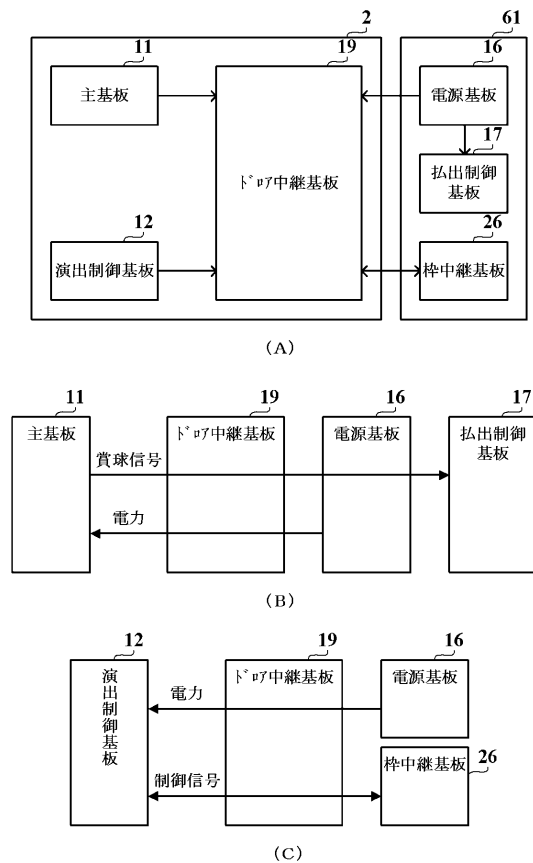 2
61
11
19
16
主基板
電源基板
17
ﾄﾞﾛｱ中継基板
払出制御
基板
12
26
演出制御基板
枠中継基板
(A)
11
19
16
17
主基板
ﾄﾞﾛｱ中継基板
電源基板
払出制御
基板
賞球信号
電力
(B)
12
19
16
演出制御基板
ﾄﾞﾛｱ中継基板
電源基板
電力
枠中継基板
26
制御信号
(C)